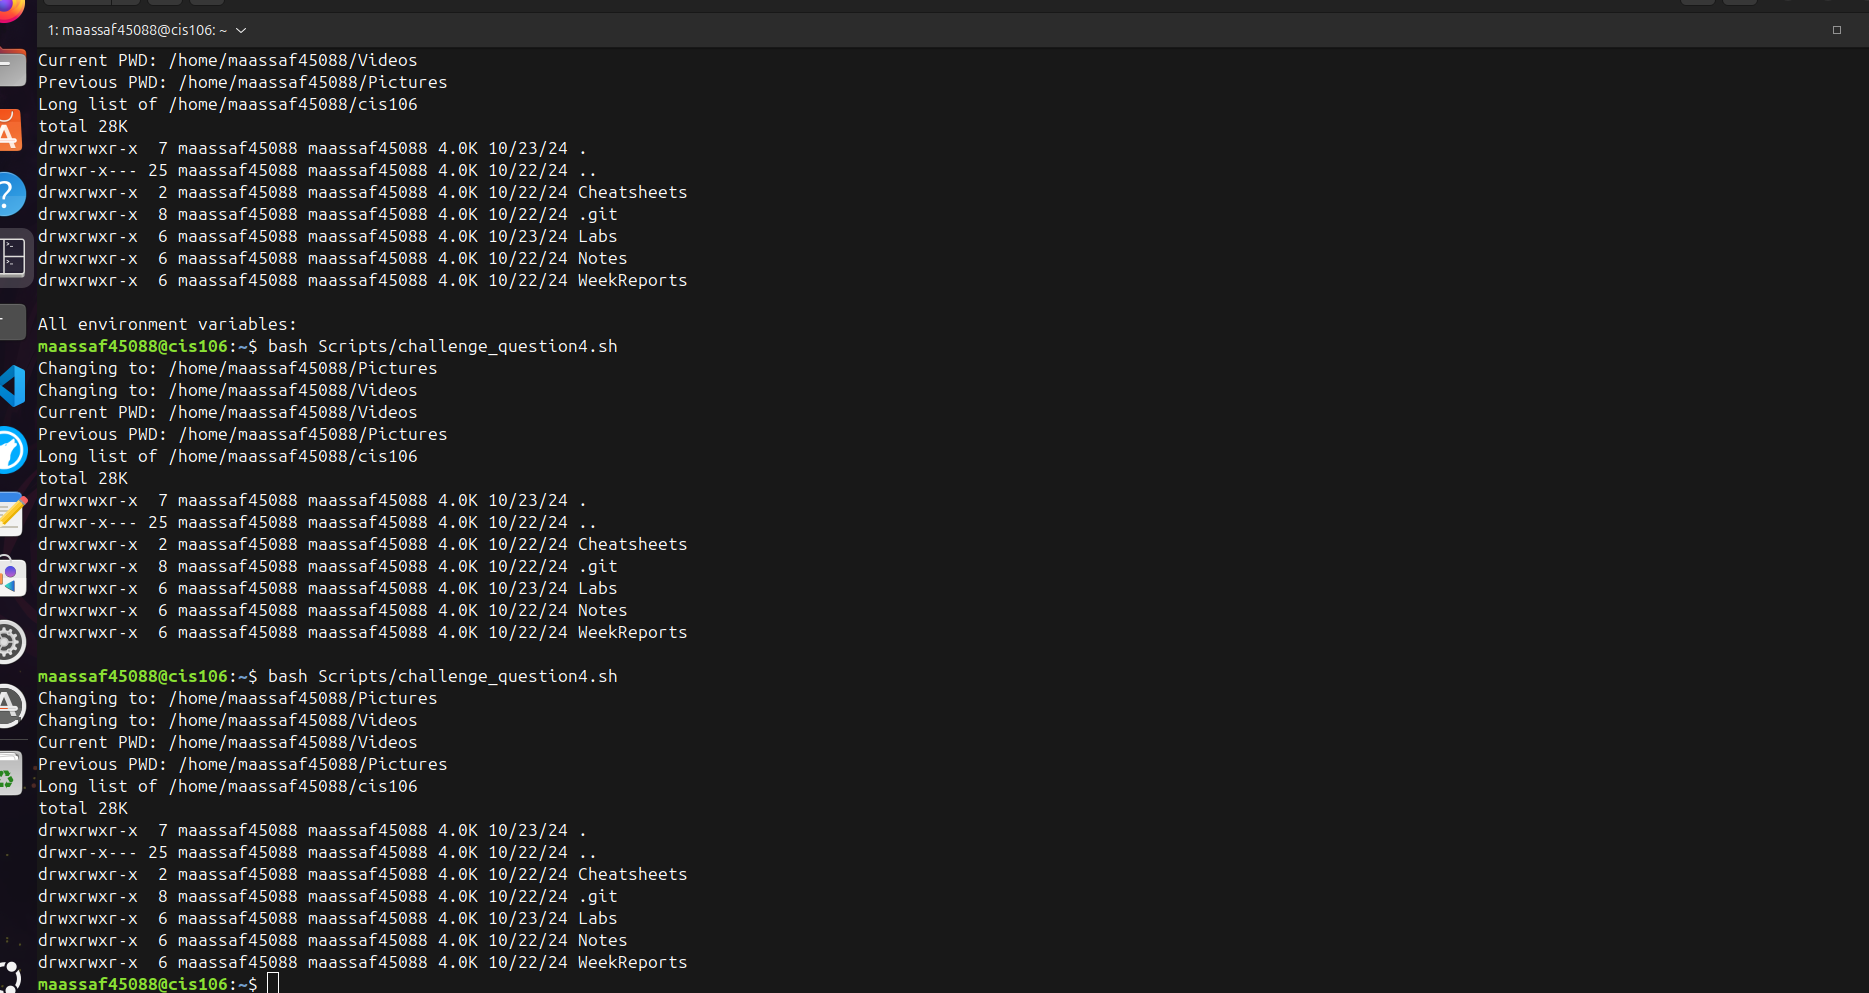 1: maassaf45088@cis106: ~
Current PWD: /home/maassaf45088/Videos
Previous PWD: /home/maassaf45088/Pictures
Long list of /home/maassaf45088/cis106
total 28K
drwxrwxr-x  7 maassaf45088 maassaf45088 4.0K 10/23/24 .
drwxr-x--- 25 maassaf45088 maassaf45088 4.0K 10/22/24 ..
drwxrwxr-x  2 maassaf45088 maassaf45088 4.0K 10/22/24 Cheatsheets
drwxrwxr-x  8 maassaf45088 maassaf45088 4.0K 10/22/24 .git
drwxrwxr-x  6 maassaf45088 maassaf45088 4.0K 10/23/24 Labs
drwxrwxr-x  6 maassaf45088 maassaf45088 4.0K 10/22/24 Notes
drwxrwxr-x  6 maassaf45088 maassaf45088 4.0K 10/22/24 WeekReports
All environment variables:
maassaf45088@cis106:~$ bash Scripts/challenge_question4.sh
Changing to: /home/maassaf45088/Pictures
Changing to: /home/maassaf45088/Videos
Current PWD: /home/maassaf45088/Videos
Previous PWD: /home/maassaf45088/Pictures
Long list of /home/maassaf45088/cis106
total 28K
drwxrwxr-x  7 maassaf45088 maassaf45088 4.0K 10/23/24 .
drwxr-x--- 25 maassaf45088 maassaf45088 4.0K 10/22/24 ..
drwxrwxr-x  2 maassaf45088 maassaf45088 4.0K 10/22/24 Cheatsheets
drwxrwxr-x  8 maassaf45088 maassaf45088 4.0K 10/22/24 .git
drwxrwxr-x  6 maassaf45088 maassaf45088 4.0K 10/23/24 Labs
drwxrwxr-x  6 maassaf45088 maassaf45088 4.0K 10/22/24 Notes
drwxrwxr-x  6 maassaf45088 maassaf45088 4.0K 10/22/24 WeekReports
maassaf45088@cis106:~$ bash Scripts/challenge_question4.sh
Changing to: /home/maassaf45088/Pictures
Changing to: /home/maassaf45088/Videos
Current PWD: /home/maassaf45088/Videos
Previous PWD: /home/maassaf45088/Pictures
Long list of /home/maassaf45088/cis106
total 28K
drwxrwxr-x  7 maassaf45088 maassaf45088 4.0K 10/23/24 .
drwxr-x--- 25 maassaf45088 maassaf45088 4.0K 10/22/24 ..
drwxrwxr-x  2 maassaf45088 maassaf45088 4.0K 10/22/24 Cheatsheets
drwxrwxr-x  8 maassaf45088 maassaf45088 4.0K 10/22/24 .git
drwxrwxr-x  6 maassaf45088 maassaf45088 4.0K 10/23/24 Labs
drwxrwxr-x  6 maassaf45088 maassaf45088 4.0K 10/22/24 Notes
drwxrwxr-x  6 maassaf45088 maassaf45088 4.0K 10/22/24 WeekReports
maassaf45088@cis106:~$